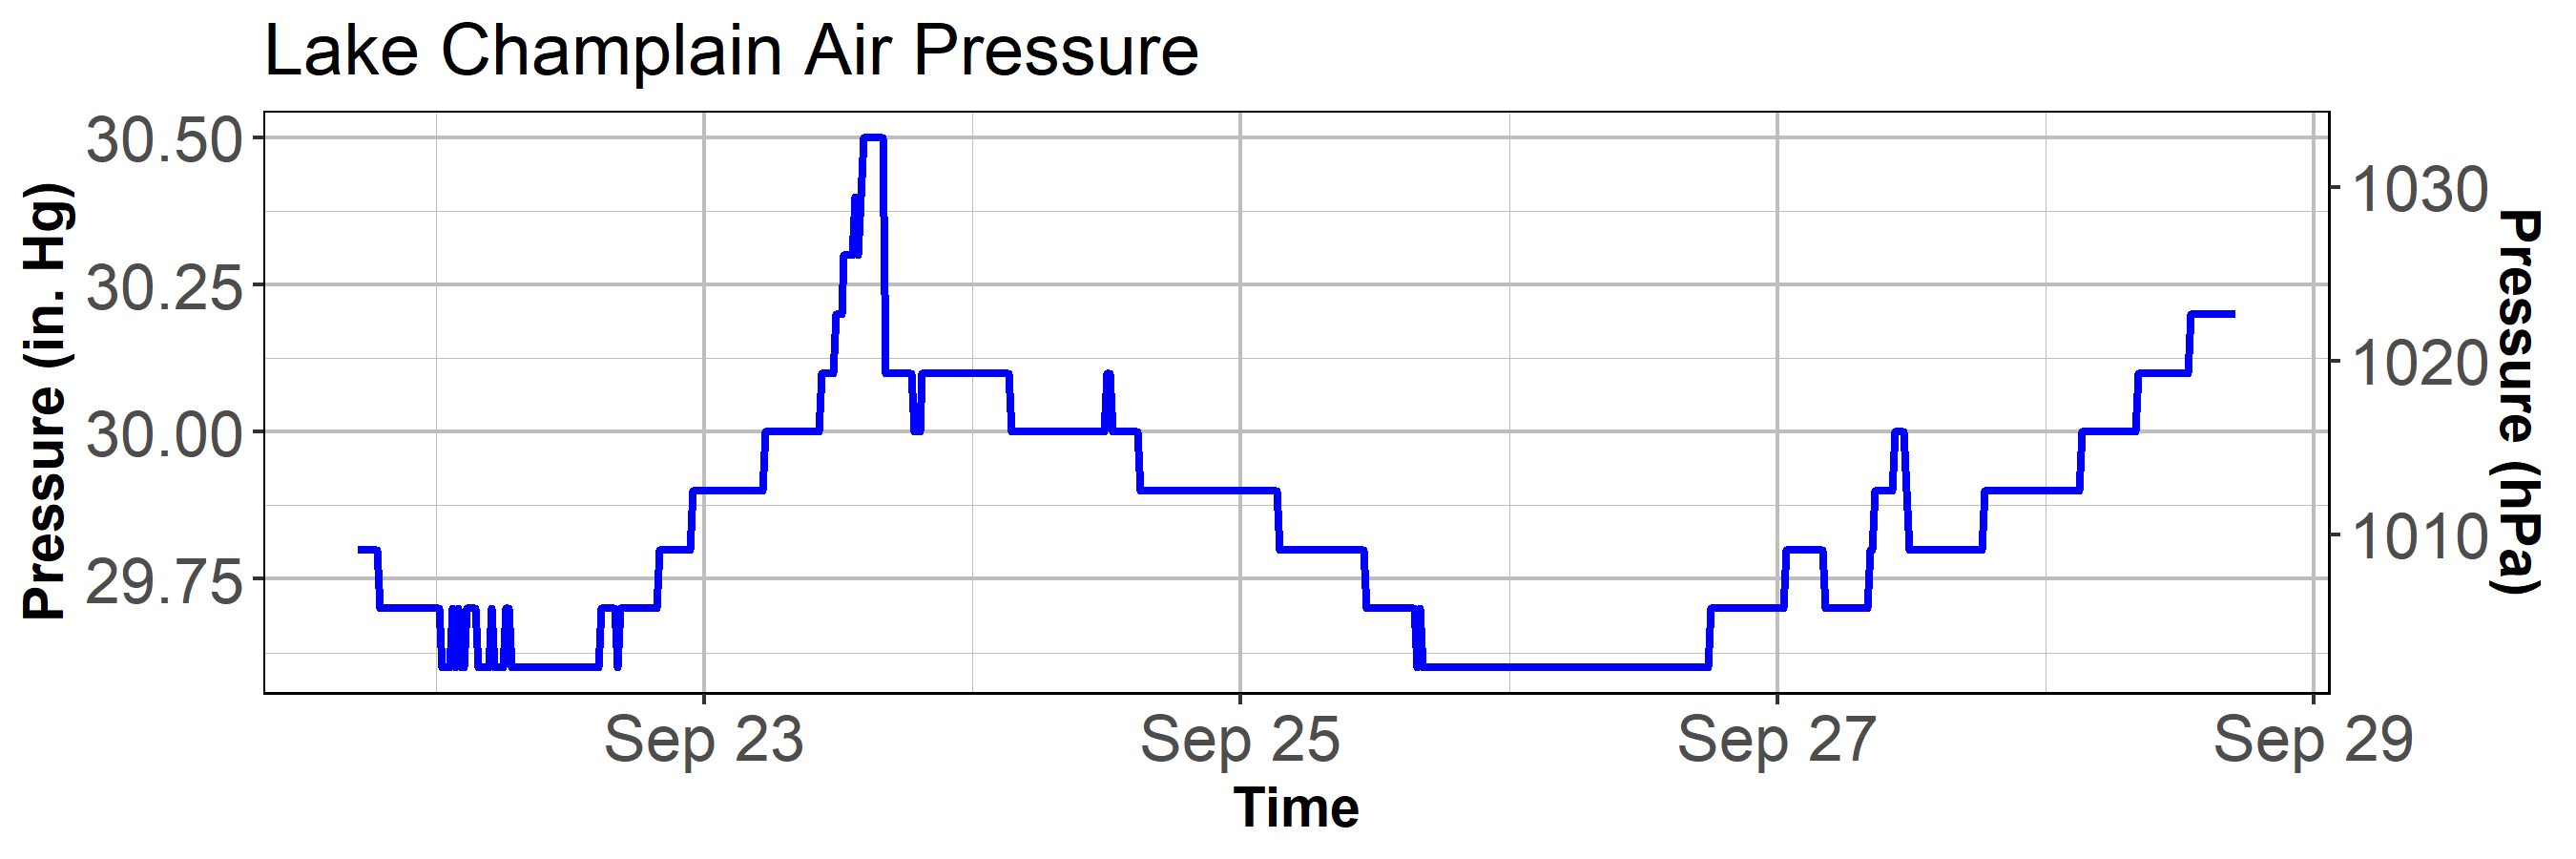 Lake Champlain Air Pressure
Pressure (in. Hg)
30.50
30.25
30.00
29.75
1030
1020
1010
Pressure (hPa)
Sep 23 Sep 25 Sep 27 Sep 29
Time